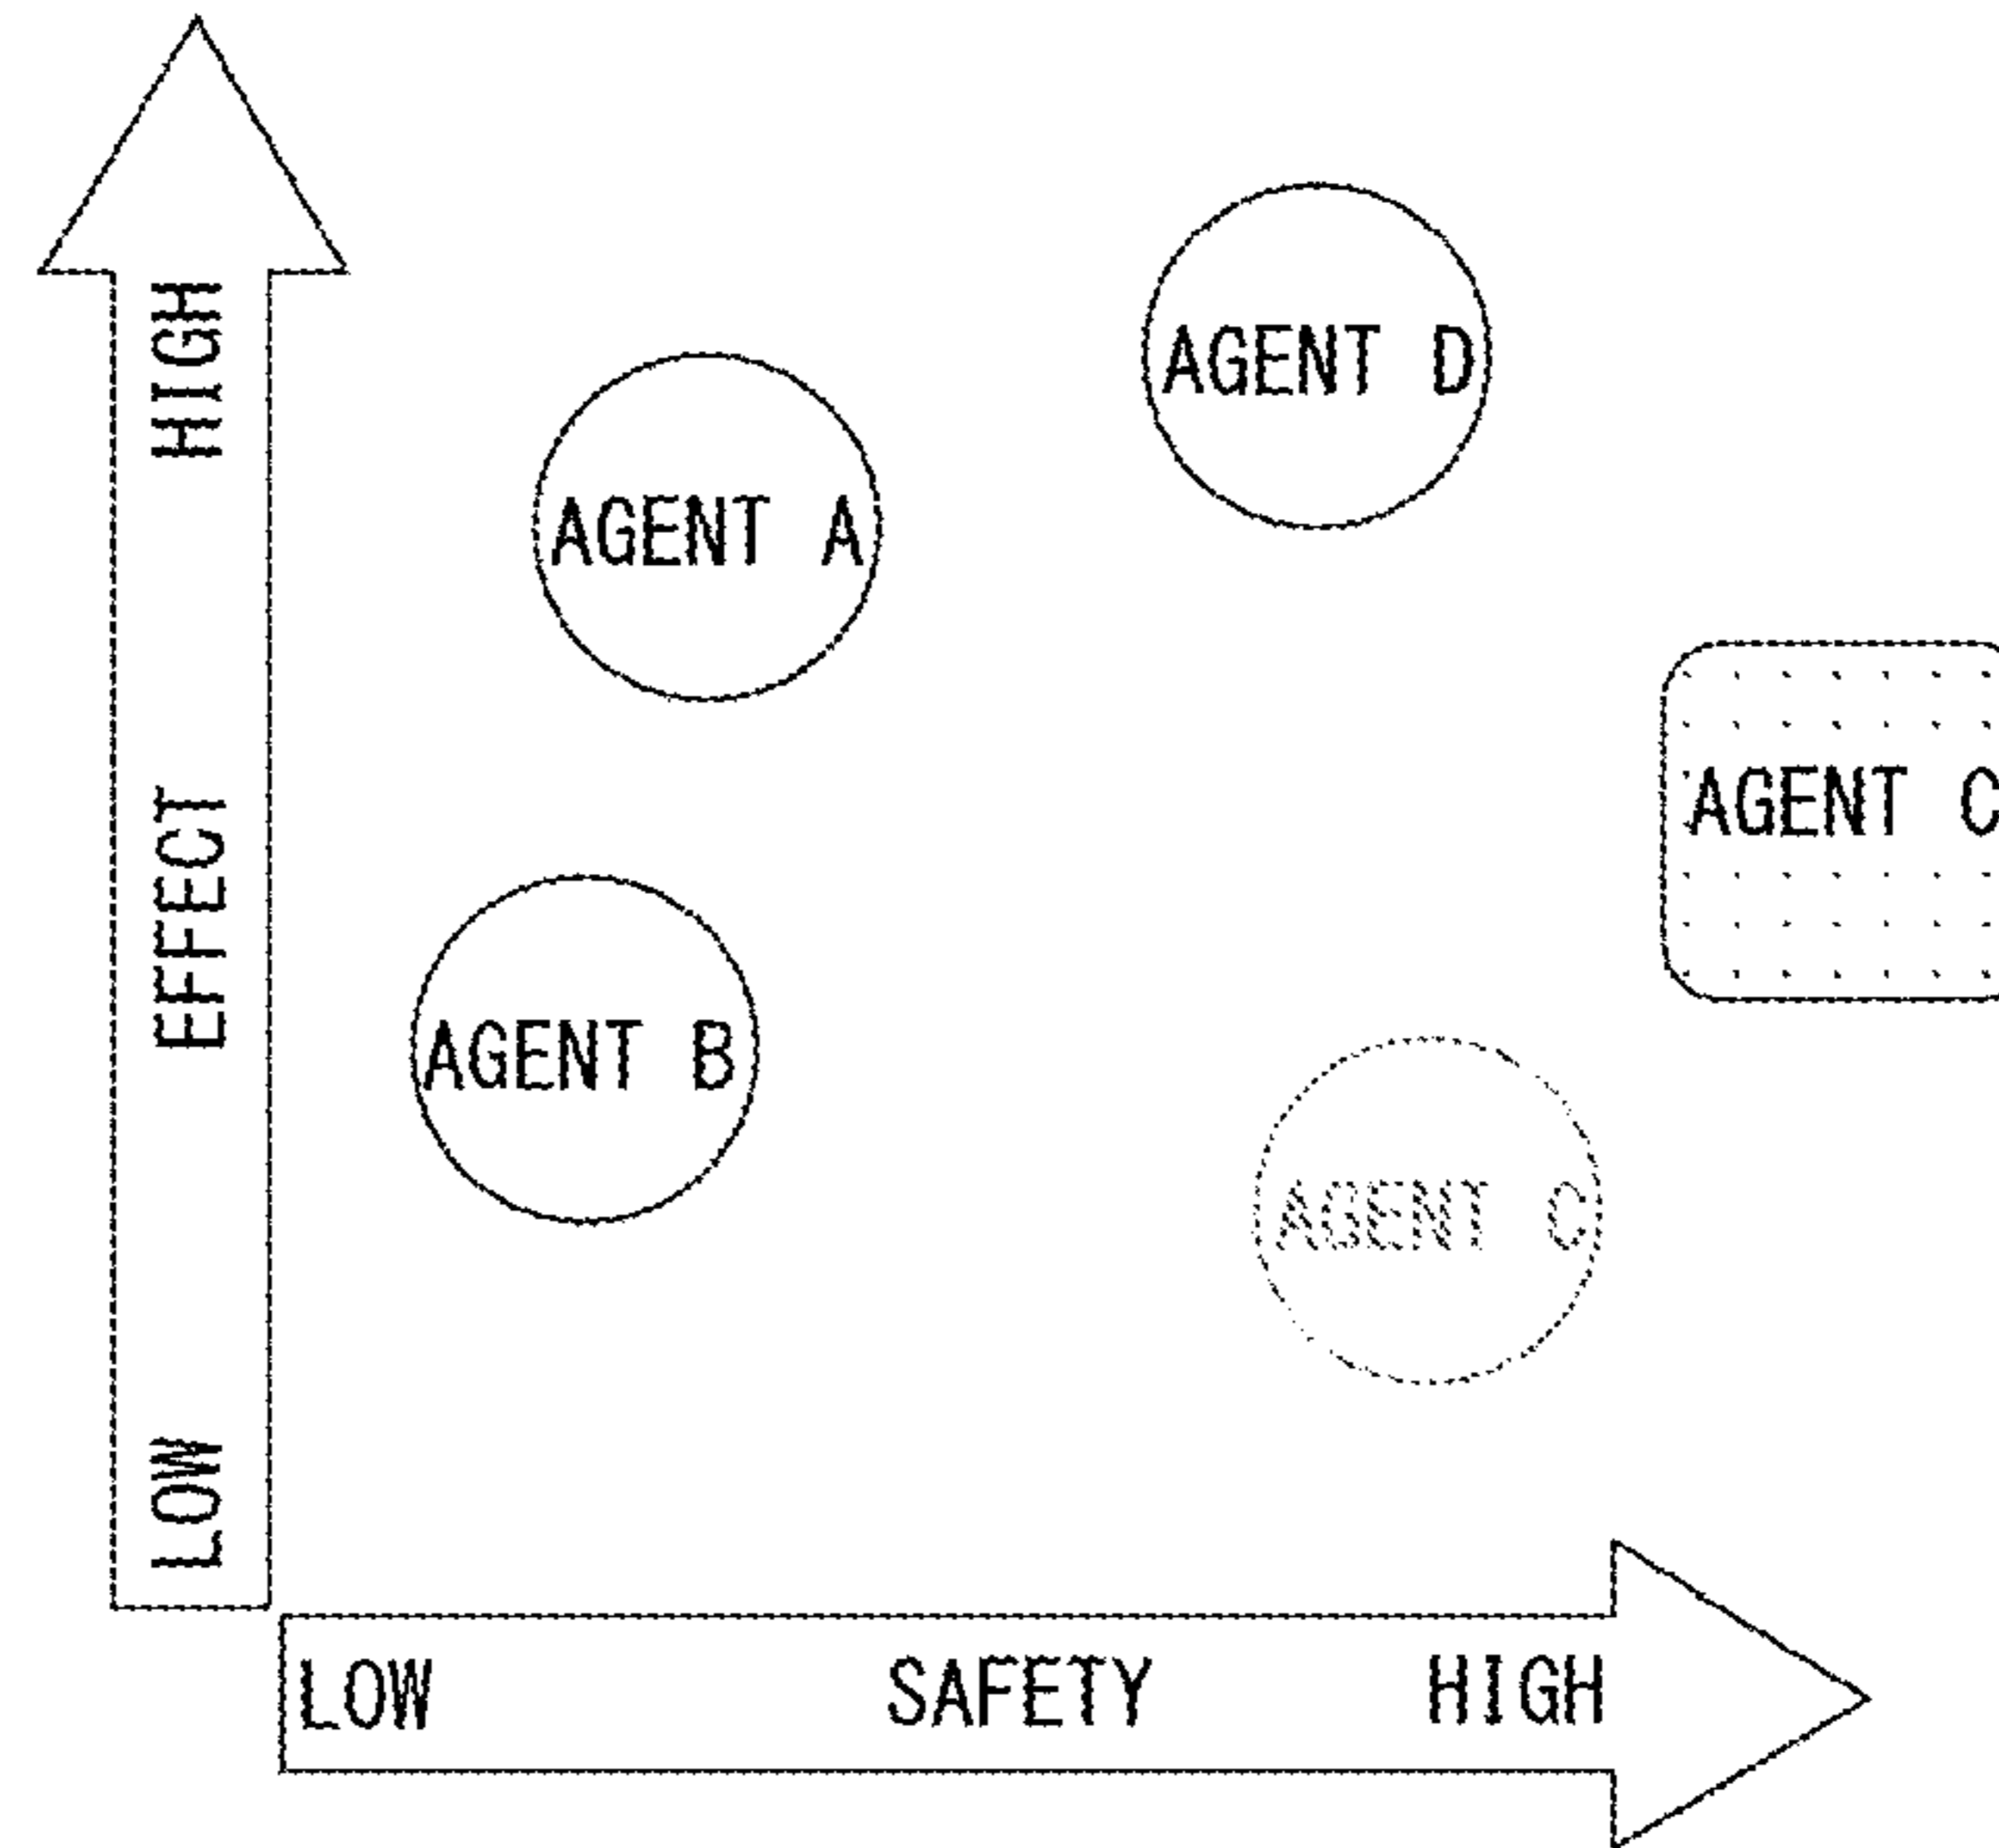 HIGH
EFFECT
LOW
AGENT D
AGENT A
AGENT C
AGENT B
AGENT C
LOW SAFETY HIGH